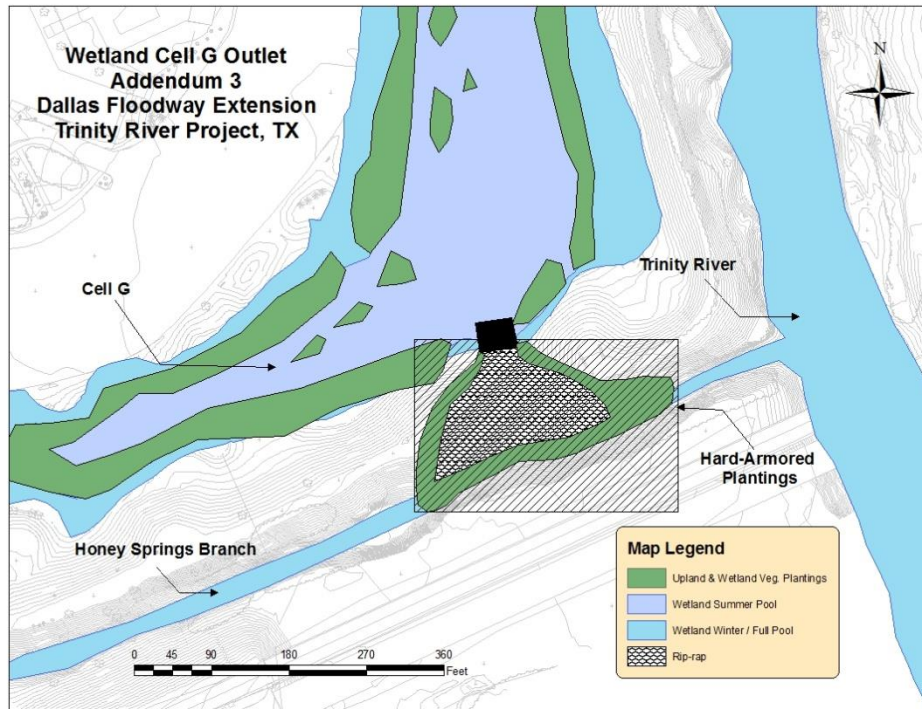 Wetland Cell G Outlet
Addendum 3
Dallas Floodway Extension
Trinity River Project, TX
N
Trinity River
Cell G
Hard-Armored
Plantings
Honey Springs Branch
Map Legend
Upland & Wetland Veg. Plantings
Wetland Summer Pool
Wetland Winter / Full Pool
Rip-rap
0 45 90 180 270 360
Feet